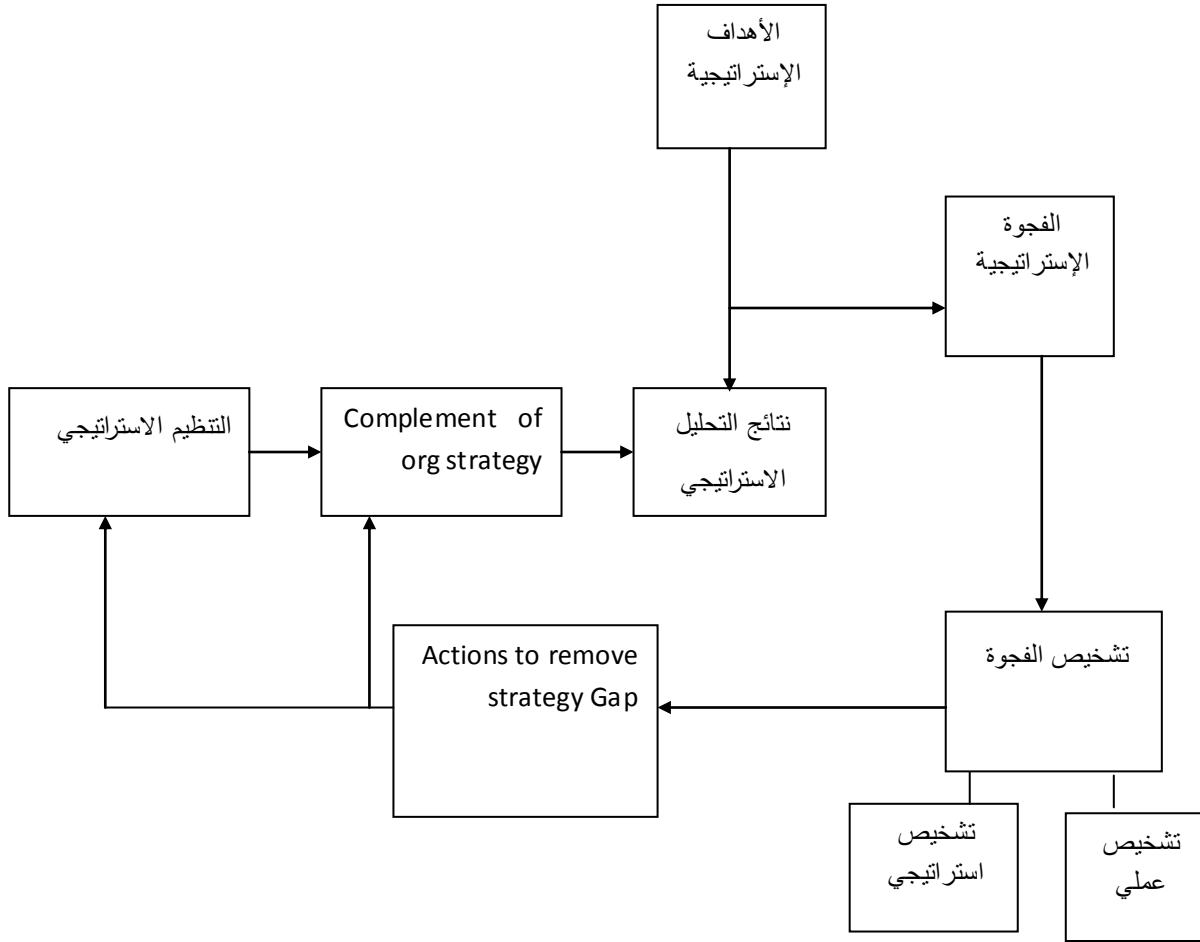 الأهداف
الإستراتيجية
الفجوة
الإستراتيجية
التنظيم الاستراتيجي
Complement of
org strategy
نتائج التحليل
الاستراتيجي
Actions to remove
strategy Gap
تشخيص الفجوة
تشخيص
استراتيجي
تشخيص
عملي